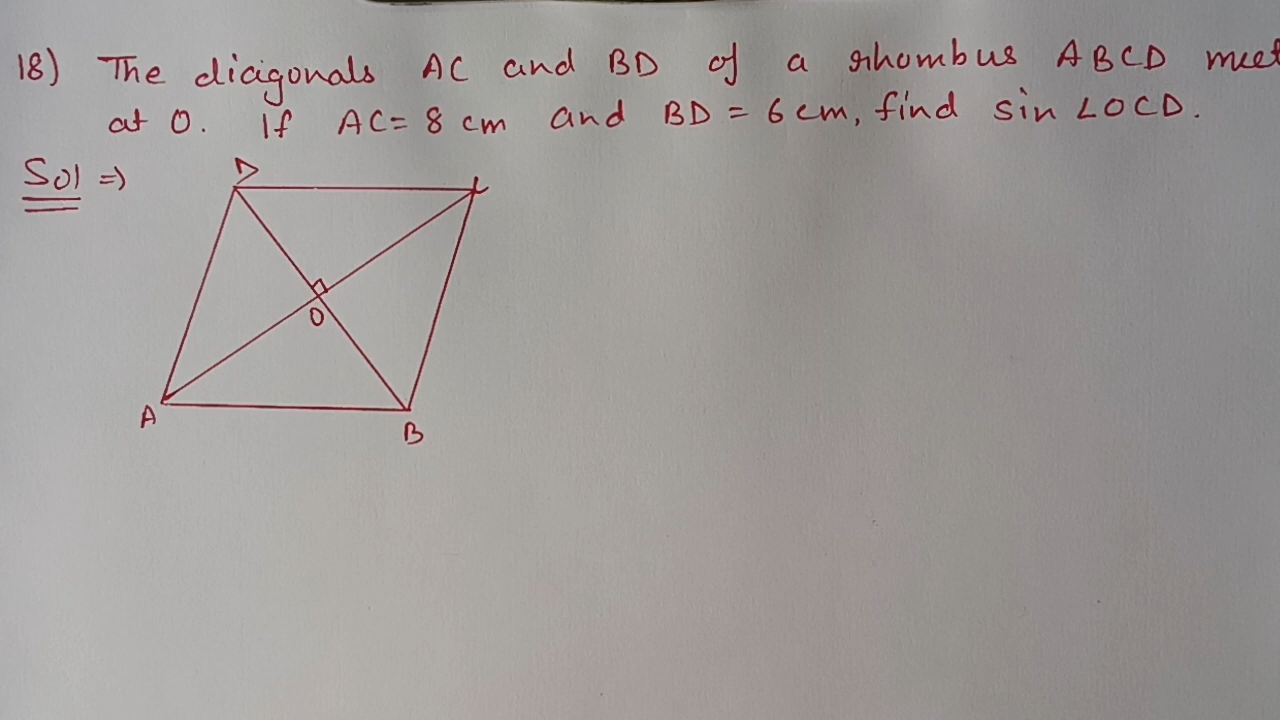 18) The diagonals AC and BD of a rhombus ABCD meet
at O. If AC = 8 cm and BD = 6 cm, find sin ∠OCD.
Sol ⇒
D C
O
A
B